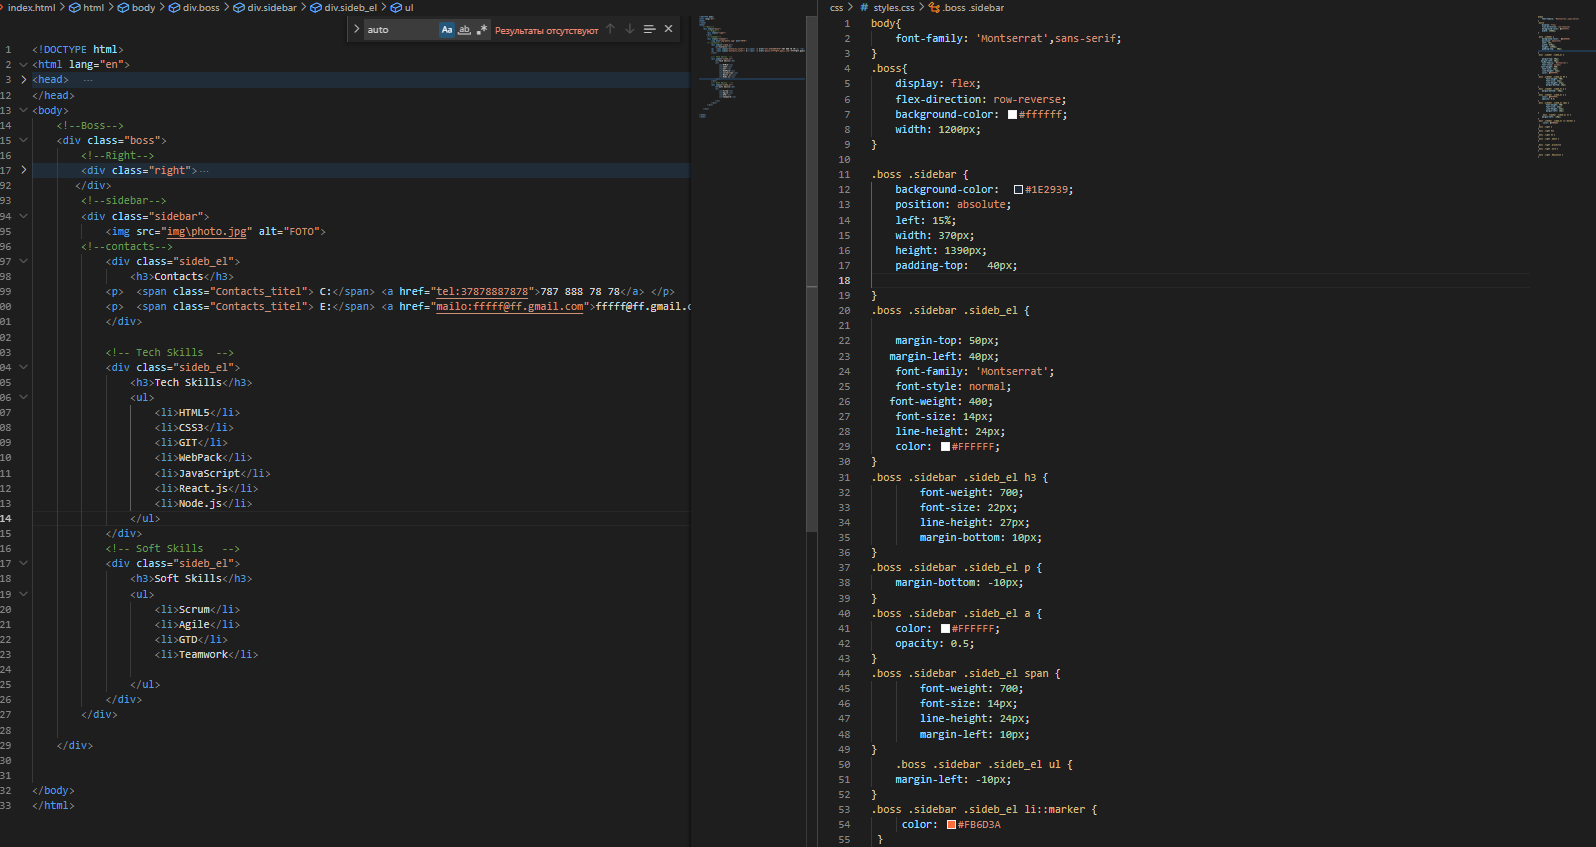 index.html > html > body > div.boss > div.sidebar > div.sideb_el > ul
auto Aa ab .* Результаты отсутствуют
1 <!DOCTYPE html>
2 <html lang="en">
3 <head> ···
12 </head>
13 <body>
14 <!--Boss-->
15 <div class="boss">
16 <!--Right-->
17 <div class="right">···
92 </div>
93 <!--sidebar-->
94 <div class="sidebar">
95 <img src="img\photo.jpg" alt="FOTO">
96 <!--contacts-->
97 <div class="sideb_el">
98 <h3>Contacts</h3>
99 <p> <span class="Contacts_titel"> C:</span> <a href="tel:37878887878">787 888 78 78</a> </p>
00 <p> <span class="Contacts_titel"> E:</span> <a href="mailo:fffff@ff.gmail.com">fffff@ff.gmail.c
01 </div>
02
03 <!-- Tech Skills -->
04 <div class="sideb_el">
05 <h3>Tech Skills</h3>
06 <ul>
07 <li>HTML5</li>
08 <li>CSS3</li>
09 <li>GIT</li>
10 <li>WebPack</li>
11 <li>JavaScript</li>
12 <li>React.js</li>
13 <li>Node.js</li>
14 </ul>
15 </div>
16 <!-- Soft Skills -->
17 <div class="sideb_el">
18 <h3>Soft Skills</h3>
19 <ul>
20 <li>Scrum</li>
21 <li>Agile</li>
22 <li>GTD</li>
23 <li>Teamwork</li>
24
25 </ul>
26 </div>
27 </div>
28
29 </div>
30
31
32 </body>
33 </html>
css > # styles.css > .boss .sidebar
1 body{
2 font-family: 'Montserrat',sans-serif;
3 }
4 .boss{
5 display: flex;
6 flex-direction: row-reverse;
7 background-color: #ffffff;
8 width: 1200px;
9 }
10
11 .boss .sidebar {
12 background-color: #1E2939;
13 position: absolute;
14 left: 15%;
15 width: 370px;
16 height: 1390px;
17 padding-top: 40px;
18
19 }
20 .boss .sidebar .sideb_el {
21
22 margin-top: 50px;
23 margin-left: 40px;
24 font-family: 'Montserrat';
25 font-style: normal;
26 font-weight: 400;
27 font-size: 14px;
28 line-height: 24px;
29 color: #FFFFFF;
30 }
31 .boss .sidebar .sideb_el h3 {
32 font-weight: 700;
33 font-size: 22px;
34 line-height: 27px;
35 margin-bottom: 10px;
36 }
37 .boss .sidebar .sideb_el p {
38 margin-bottom: -10px;
39 }
40 .boss .sidebar .sideb_el a {
41 color: #FFFFFF;
42 opacity: 0.5;
43 }
44 .boss .sidebar .sideb_el span {
45 font-weight: 700;
46 font-size: 14px;
47 line-height: 24px;
48 margin-left: 10px;
49 }
50 .boss .sidebar .sideb_el ul {
51 margin-left: -10px;
52 }
53 .boss .sidebar .sideb_el li::marker {
54 color: #FB6D3A
55 }